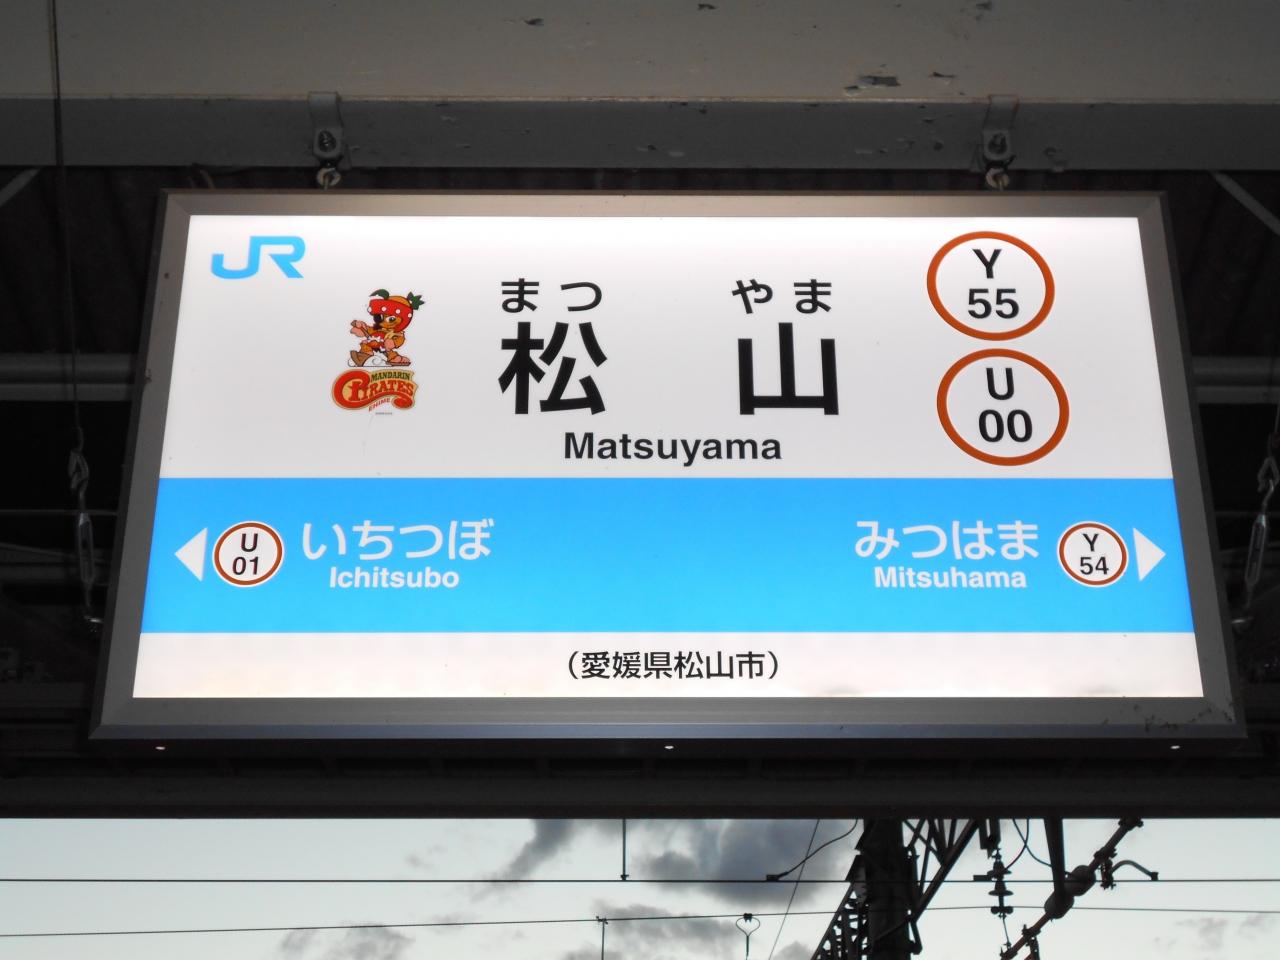 JR
Y
55
まつ やま
松山
Matsuyama
U
00
MANDARIN
PIRATES
EHIME
U
01
いちつぼ
Ichitsubo
みつはま
Mitsuhama
Y
54
(愛媛県松山市)